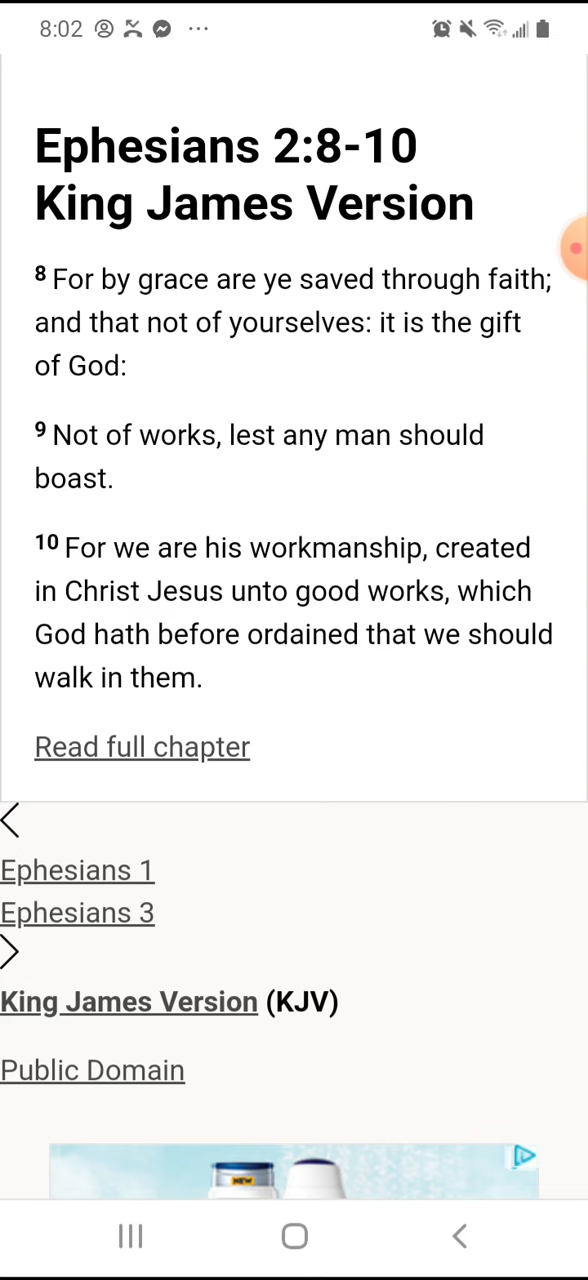 8:02
Ephesians 2:8-10
King James Version
8 For by grace are ye saved through faith;
and that not of yourselves: it is the gift
of God:
9 Not of works, lest any man should
boast.
10 For we are his workmanship, created
in Christ Jesus unto good works, which
God hath before ordained that we should
walk in them.
Read full chapter
Ephesians 1
Ephesians 3
King James Version (KJV)
Public Domain
NEW